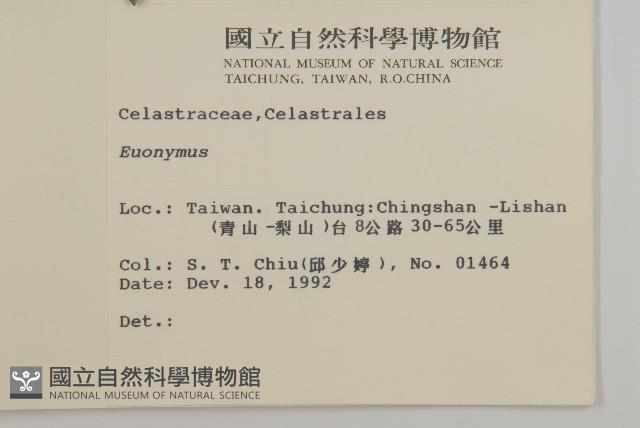 國立自然科學博物館
NATIONAL MUSEUM OF NATURAL SCIENCE
TAICHUNG, TAIWAN, R.O.CHINA
Celastraceae,Celastrales
Euonymus
Loc.: Taiwan. Taichung:Chingshan -Lishan
(青山-梨山)台8公路30-65公里
Col.: S. T. Chiu(邱少婷), No. 01464
Date: Dev. 18, 1992
Det.:
國立自然科學博物館
NATIONAL MUSEUM OF NATURAL SCIENCE